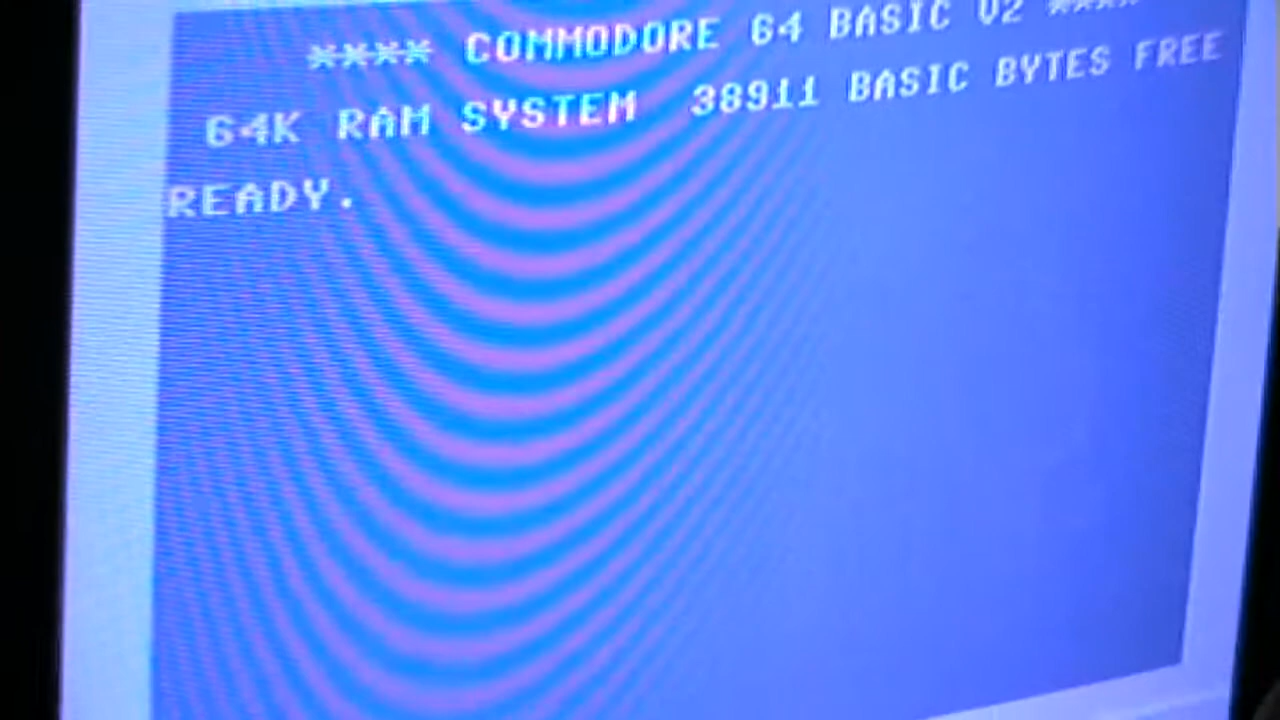 **** COMMODORE 64 BASIC V2 ****
64K RAM SYSTEM 38911 BASIC BYTES FREE
READY.